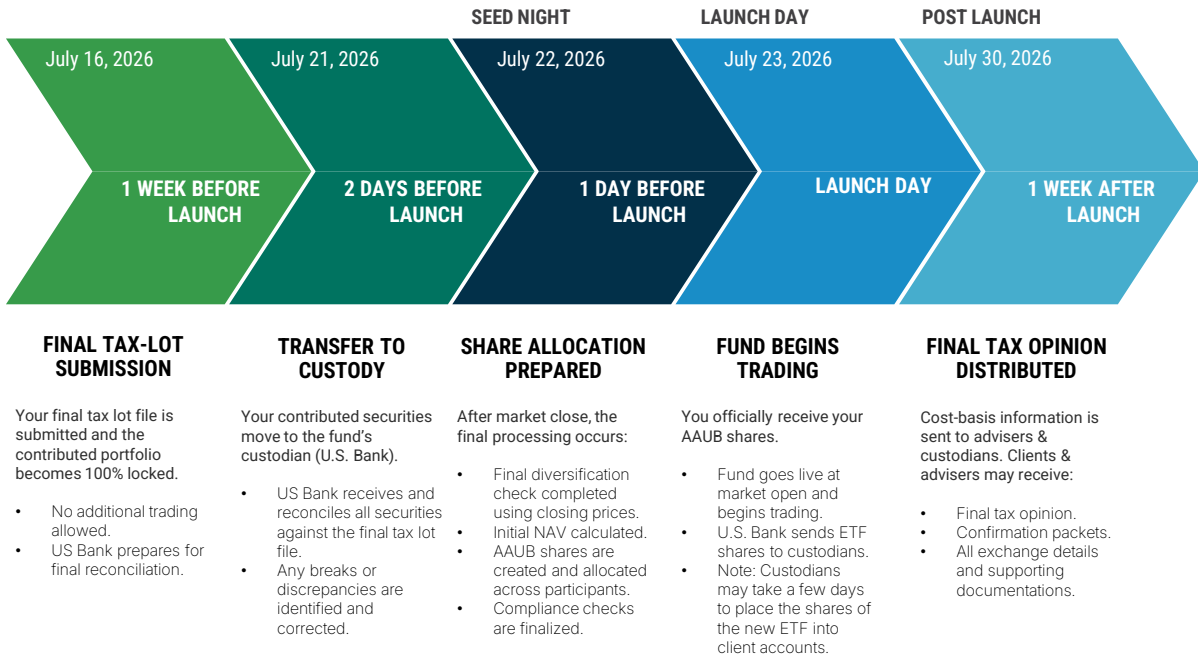 SEED NIGHT
LAUNCH DAY
POST LAUNCH
July 16, 2026
July 21, 2026
July 22, 2026
July 23, 2026
July 30, 2026
1 WEEK BEFORE
LAUNCH
2 DAYS BEFORE
LAUNCH
1 DAY BEFORE
LAUNCH
LAUNCH DAY
1 WEEK AFTER
LAUNCH
FINAL TAX-LOT
SUBMISSION
Your final tax lot file is
submitted and the
contributed portfolio
becomes 100% locked.
• No additional trading
allowed.
• US Bank prepares for
final reconciliation.
TRANSFER TO
CUSTODY
Your contributed securities
move to the fund's
custodian (U.S. Bank).
• US Bank receives and
reconciles all securities
against the final tax lot
file.
• Any breaks or
discrepancies are
identified and
corrected.
SHARE ALLOCATION
PREPARED
After market close, the
final processing occurs:
• Final diversification
check completed
using closing prices.
• Initial NAV calculated.
• AAUB shares are
created and allocated
across participants.
• Compliance checks
are finalized.
FUND BEGINS
TRADING
You officially receive your
AAUB shares.
• Fund goes live at
market open and
begins trading.
• U.S. Bank sends ETF
shares to custodians.
• Note: Custodians
may take a few days
to place the shares of
the new ETF into
client accounts.
FINAL TAX OPINION
DISTRIBUTED
Cost-basis information is
sent to advisers &
custodians. Clients &
advisers may receive:
• Final tax opinion.
• Confirmation packets.
• All exchange details
and supporting
documentations.